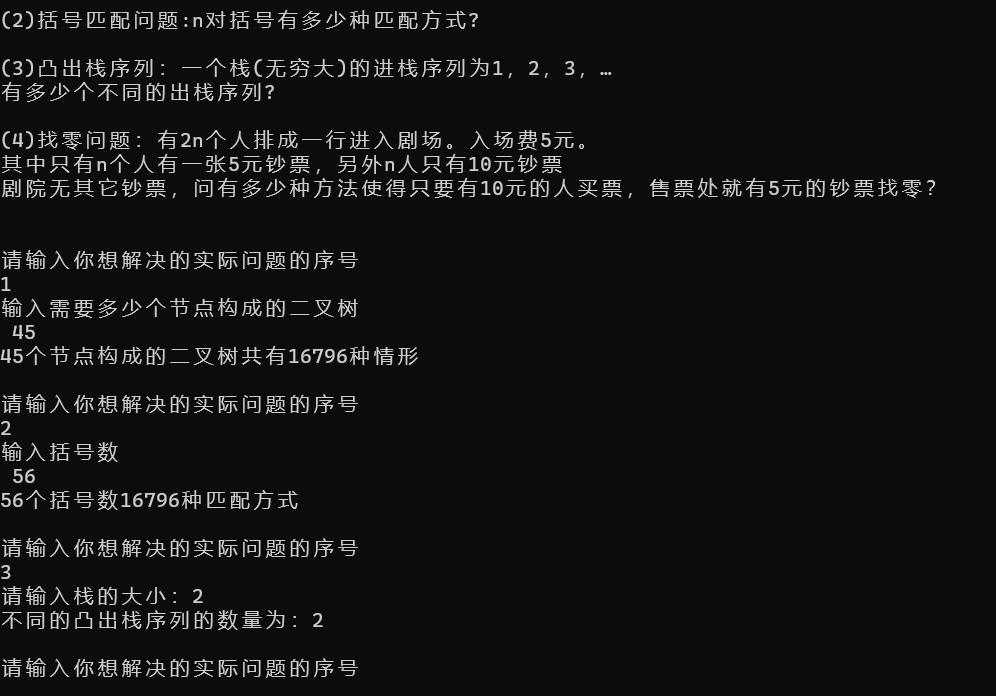 (2)括号匹配问题:n对括号有多少种匹配方式?
(3)凸出栈序列: 一个栈(无穷大)的进栈序列为1, 2, 3, …
有多少个不同的出栈序列?
(4)找零问题: 有2n个人排成一行进入剧场。入场费5元。
其中只有n个人有一张5元钞票, 另外n人只有10元钞票
剧院无其它钞票, 问有多少种方法使得只要有10元的人买票, 售票处就有5元的钞票找零?
请输入你想解决的实际问题的序号
1
输入需要多少个节点构成的二叉树
45
45个节点构成的二叉树共有16796种情形
请输入你想解决的实际问题的序号
2
输入括号数
56
56个括号数16796种匹配方式
请输入你想解决的实际问题的序号
3
请输入栈的大小: 2
不同的凸出栈序列的数量为: 2
请输入你想解决的实际问题的序号